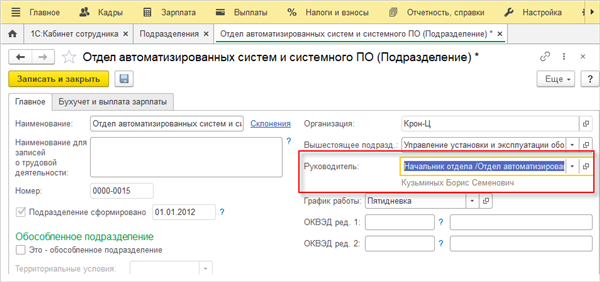 Главное Кадры Зарплата Выплаты Налоги и взносы Отчетность, справки Настройка
1С:Кабинет сотрудника Подразделения Отдел автоматизированных систем и системного ПО (Подразделение) *
Отдел автоматизированных систем и системного ПО (Подразделение) *
Записать и закрыть Еще ?
Главное Бухучет и выплата зарплаты
Наименование: Отдел автоматизированных систем и си Склонения Организация: Крон-Ц
Наименование для записей о трудовой деятельности: ? Вышестоящее подразд.: Управление установки и эксплуатации обо
Руководитель: Начальник отдела /Отдел автоматизирова
Кузьминых Борис Семенович
Номер: 0000-0015 График работы: Пятидневка
Подразделение сформировано 01.01.2012 ? ОКВЭД ред. 1: ?
Обособленное подразделение ОКВЭД ред. 2: ?
Это - обособленное подразделение
Территориальные условия: